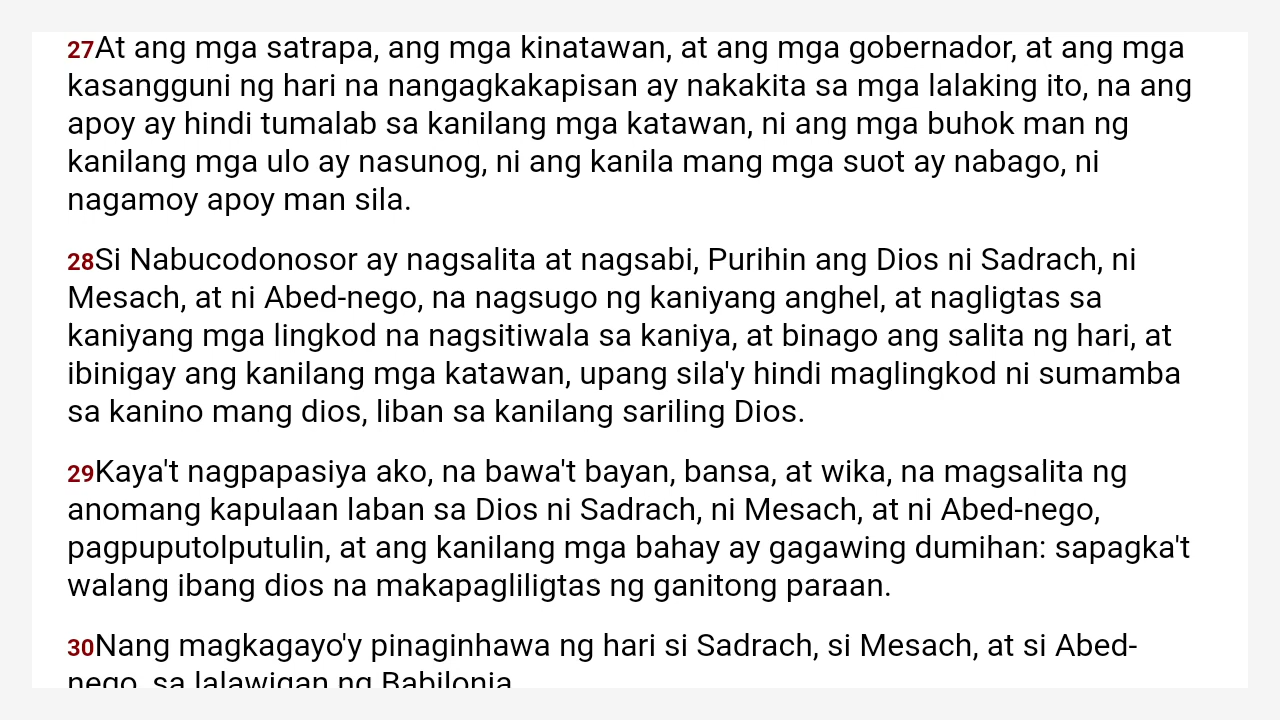 27At ang mga satrapa, ang mga kinatawan, at ang mga gobernador, at ang mga
kasangguni ng hari na nangagkakapisan ay nakakita sa mga lalaking ito, na ang
apoy ay hindi tumalab sa kanilang mga katawan, ni ang mga buhok man ng
kanilang mga ulo ay nasunog, ni ang kanila mang mga suot ay nabago, ni
nagamoy apoy man sila.
28Si Nabucodonosor ay nagsalita at nagsabi, Purihin ang Dios ni Sadrach, ni
Mesach, at ni Abed-nego, na nagsugo ng kaniyang anghel, at nagligtas sa
kaniyang mga lingkod na nagsitiwala sa kaniya, at binago ang salita ng hari, at
ibinigay ang kanilang mga katawan, upang sila'y hindi maglingkod ni sumamba
sa kanino mang dios, liban sa kanilang sariling Dios.
29Kaya't nagpapasiya ako, na bawa't bayan, bansa, at wika, na magsalita ng
anomang kapulaan laban sa Dios ni Sadrach, ni Mesach, at ni Abed-nego,
pagpuputolputulin, at ang kanilang mga bahay ay gagawing dumihan: sapagka't
walang ibang dios na makapagliligtas ng ganitong paraan.
30Nang magkagayo'y pinaginhawa ng hari si Sadrach, si Mesach, at si Abed-
nego, sa lalawigan ng Babilonia.